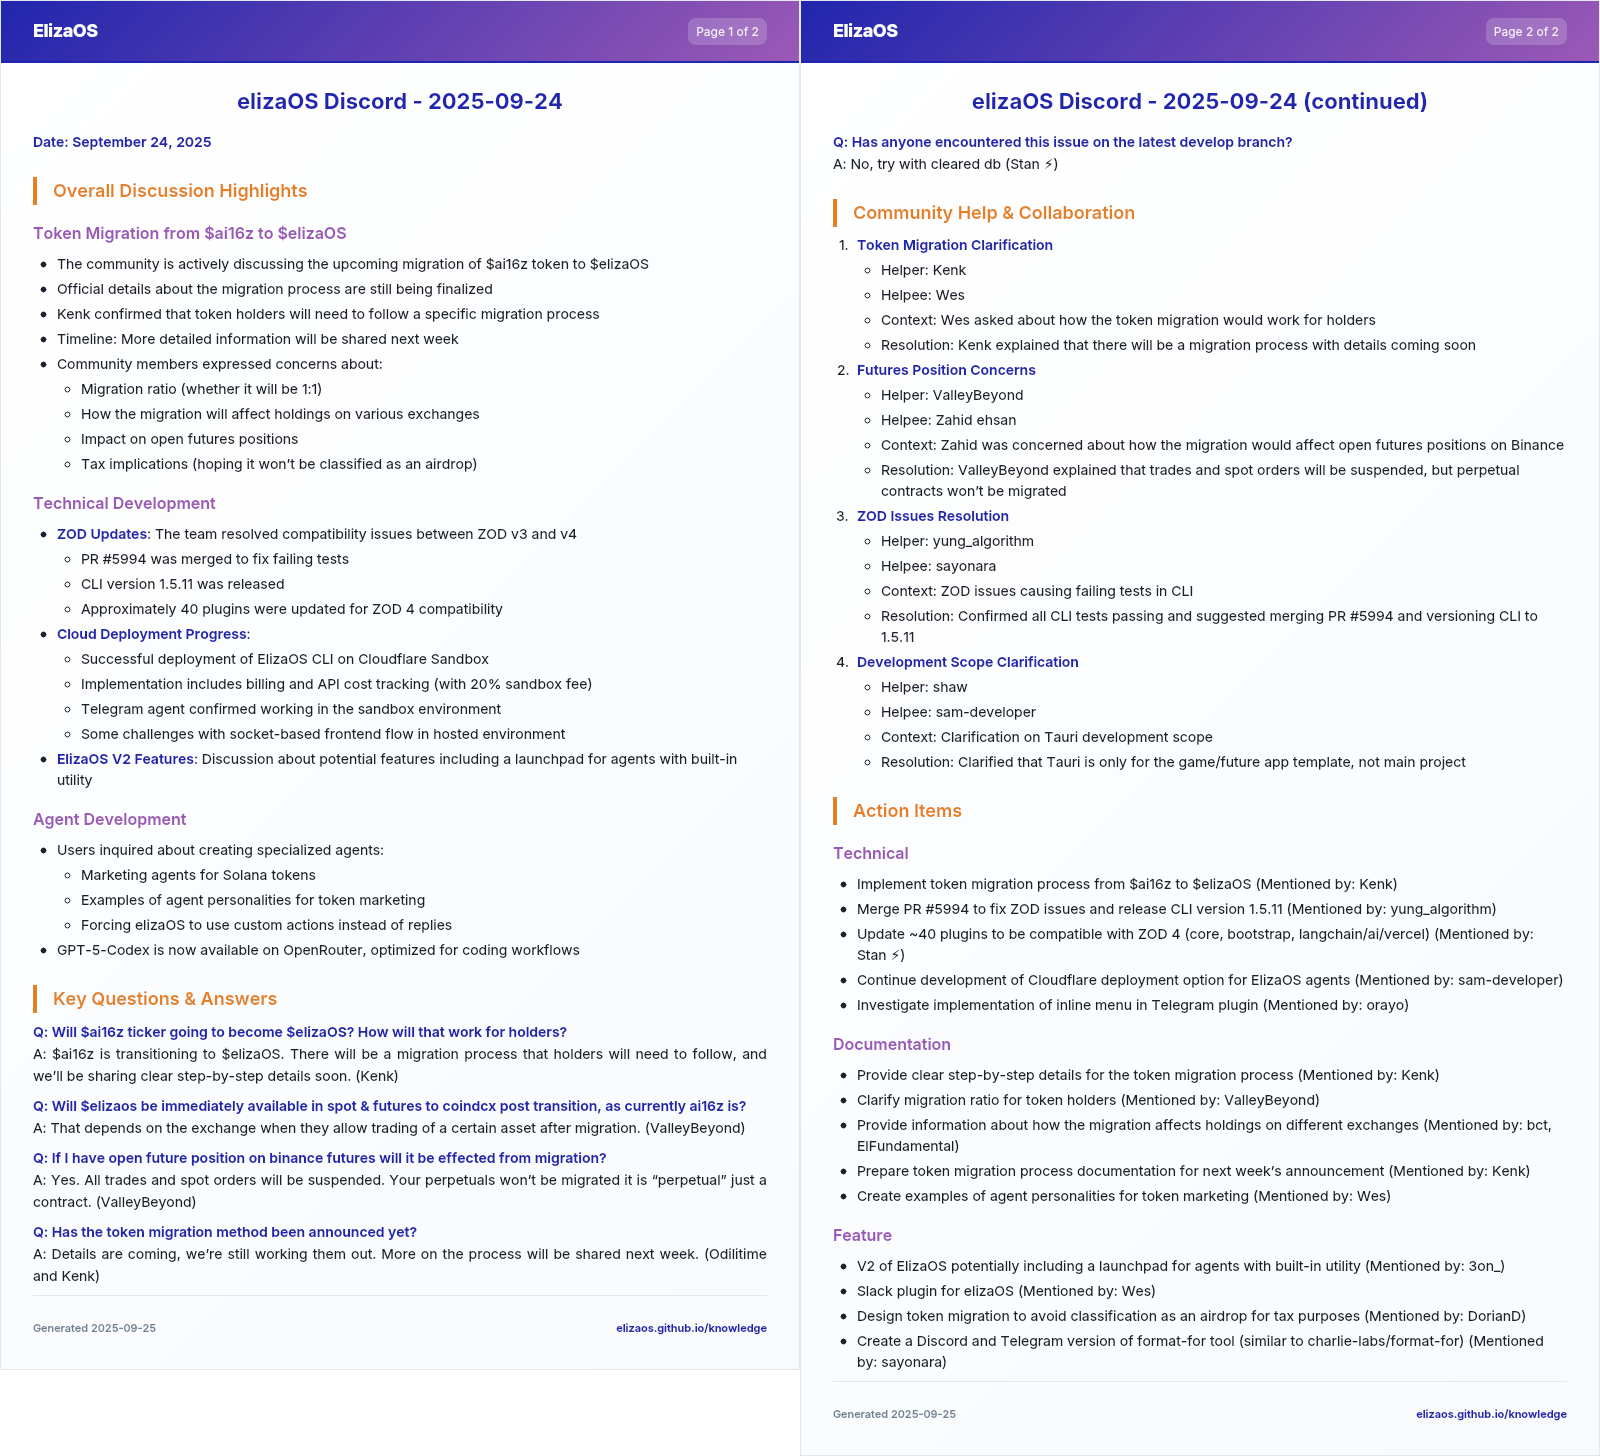 ElizaOS
Page 1 of 2
elizaOS Discord - 2025-09-24
Date: September 24, 2025
Overall Discussion Highlights
Token Migration from $ai16z to $elizaOS
• The community is actively discussing the upcoming migration of $ai16z token to $elizaOS
• Official details about the migration process are still being finalized
• Kenk confirmed that token holders will need to follow a specific migration process
• Timeline: More detailed information will be shared next week
• Community members expressed concerns about:
◦ Migration ratio (whether it will be 1:1)
◦ How the migration will affect holdings on various exchanges
◦ Impact on open futures positions
◦ Tax implications (hoping it won’t be classified as an airdrop)
Technical Development
• ZOD Updates: The team resolved compatibility issues between ZOD v3 and v4
◦ PR #5994 was merged to fix failing tests
◦ CLI version 1.5.11 was released
◦ Approximately 40 plugins were updated for ZOD 4 compatibility
• Cloud Deployment Progress:
◦ Successful deployment of ElizaOS CLI on Cloudflare Sandbox
◦ Implementation includes billing and API cost tracking (with 20% sandbox fee)
◦ Telegram agent confirmed working in the sandbox environment
◦ Some challenges with socket-based frontend flow in hosted environment
• ElizaOS V2 Features: Discussion about potential features including a launchpad for agents with built-in
utility
Agent Development
• Users inquired about creating specialized agents:
◦ Marketing agents for Solana tokens
◦ Examples of agent personalities for token marketing
◦ Forcing elizaOS to use custom actions instead of replies
• GPT-5-Codex is now available on OpenRouter, optimized for coding workflows
Key Questions & Answers
Q: Will $ai16z ticker going to become $elizaOS? How will that work for holders?
A: $ai16z is transitioning to $elizaOS. There will be a migration process that holders will need to follow, and
we’ll be sharing clear step-by-step details soon. (Kenk)
Q: Will $elizaos be immediately available in spot & futures to coindcx post transition, as currently ai16z is?
A: That depends on the exchange when they allow trading of a certain asset after migration. (ValleyBeyond)
Q: If I have open future position on binance futures will it be effected from migration?
A: Yes. All trades and spot orders will be suspended. Your perpetuals won’t be migrated it is “perpetual” just a
contract. (ValleyBeyond)
Q: Has the token migration method been announced yet?
A: Details are coming, we’re still working them out. More on the process will be shared next week. (Odilitime
and Kenk)
Generated 2025-09-25
elizaos.github.io/knowledge
ElizaOS
Page 2 of 2
elizaOS Discord - 2025-09-24 (continued)
Q: Has anyone encountered this issue on the latest develop branch?
A: No, try with cleared db (Stan ⚡)
Community Help & Collaboration
1. Token Migration Clarification
◦ Helper: Kenk
◦ Helpee: Wes
◦ Context: Wes asked about how the token migration would work for holders
◦ Resolution: Kenk explained that there will be a migration process with details coming soon
2. Futures Position Concerns
◦ Helper: ValleyBeyond
◦ Helpee: Zahid ehsan
◦ Context: Zahid was concerned about how the migration would affect open futures positions on Binance
◦ Resolution: ValleyBeyond explained that trades and spot orders will be suspended, but perpetual
contracts won’t be migrated
3. ZOD Issues Resolution
◦ Helper: yung_algorithm
◦ Helpee: sayonara
◦ Context: ZOD issues causing failing tests in CLI
◦ Resolution: Confirmed all CLI tests passing and suggested merging PR #5994 and versioning CLI to
1.5.11
4. Development Scope Clarification
◦ Helper: shaw
◦ Helpee: sam-developer
◦ Context: Clarification on Tauri development scope
◦ Resolution: Clarified that Tauri is only for the game/future app template, not main project
Action Items
Technical
• Implement token migration process from $ai16z to $elizaOS (Mentioned by: Kenk)
• Merge PR #5994 to fix ZOD issues and release CLI version 1.5.11 (Mentioned by: yung_algorithm)
• Update ~40 plugins to be compatible with ZOD 4 (core, bootstrap, langchain/ai/vercel) (Mentioned by:
Stan ⚡)
• Continue development of Cloudflare deployment option for ElizaOS agents (Mentioned by: sam-developer)
• Investigate implementation of inline menu in Telegram plugin (Mentioned by: orayo)
Documentation
• Provide clear step-by-step details for the token migration process (Mentioned by: Kenk)
• Clarify migration ratio for token holders (Mentioned by: ValleyBeyond)
• Provide information about how the migration affects holdings on different exchanges (Mentioned by: bct,
ElFundamental)
• Prepare token migration process documentation for next week’s announcement (Mentioned by: Kenk)
• Create examples of agent personalities for token marketing (Mentioned by: Wes)
Feature
• V2 of ElizaOS potentially including a launchpad for agents with built-in utility (Mentioned by: 3on_)
• Slack plugin for elizaOS (Mentioned by: Wes)
• Design token migration to avoid classification as an airdrop for tax purposes (Mentioned by: DorianD)
• Create a Discord and Telegram version of format-for tool (similar to charlie-labs/format-for) (Mentioned
by: sayonara)
Generated 2025-09-25
elizaos.github.io/knowledge